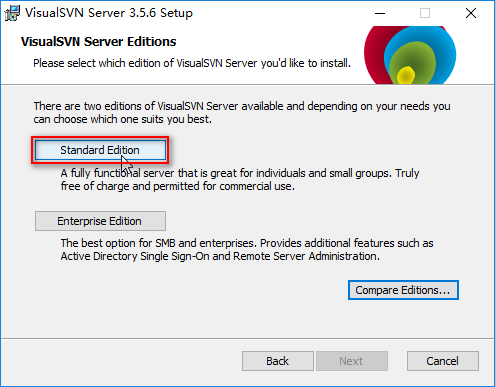 VisualSVN Server 3.5.6 Setup
VisualSVN Server Editions
Please select which edition of VisualSVN Server you'd like to install.
There are two editions of VisualSVN Server available and depending on your needs you
can choose which one suits you best.
Standard Edition
A fully functional server that is great for individuals and small groups. Truly
free of charge and permitted for commercial use.
Enterprise Edition
The best option for SMB and enterprises. Provides additional features such as
Active Directory Single Sign-On and Remote Server Administration.
Compare Editions...
Back
Next
Cancel